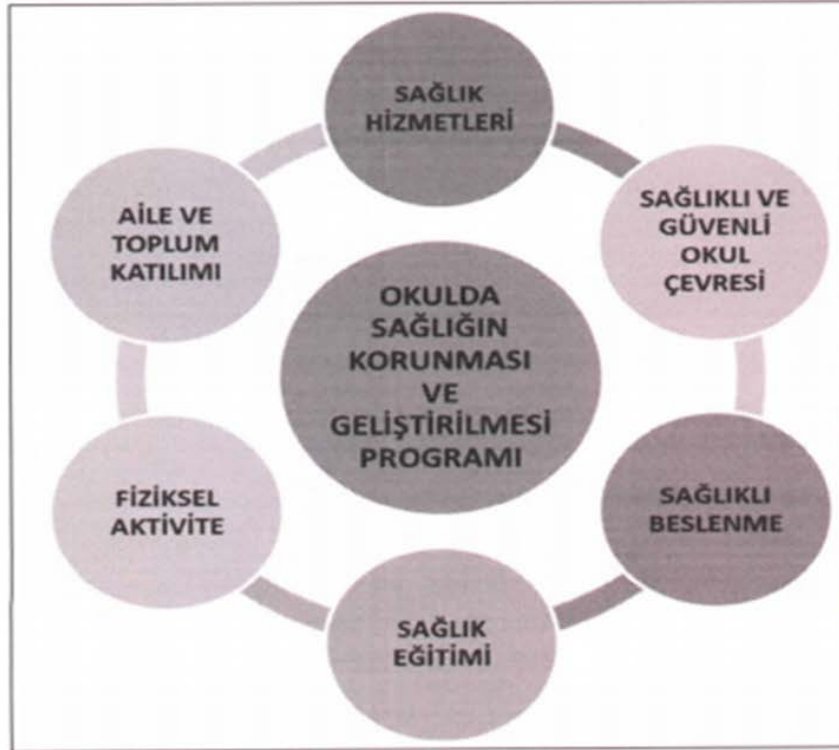 SAĞLIK
HİZMETLERİ
SAĞLIKLI VE
GÜVENLİ
OKUL
ÇEVRESİ
SAĞLIKLI
BESLENME
SAĞLIK
EĞİTİMİ
FİZİKSEL
AKTİVİTE
AİLE VE
TOPLUM
KATILIMI
OKULDA
SAĞLIĞIN
KORUNMASI
VE
GELİŞTİRİLMESİ
PROGRAMI